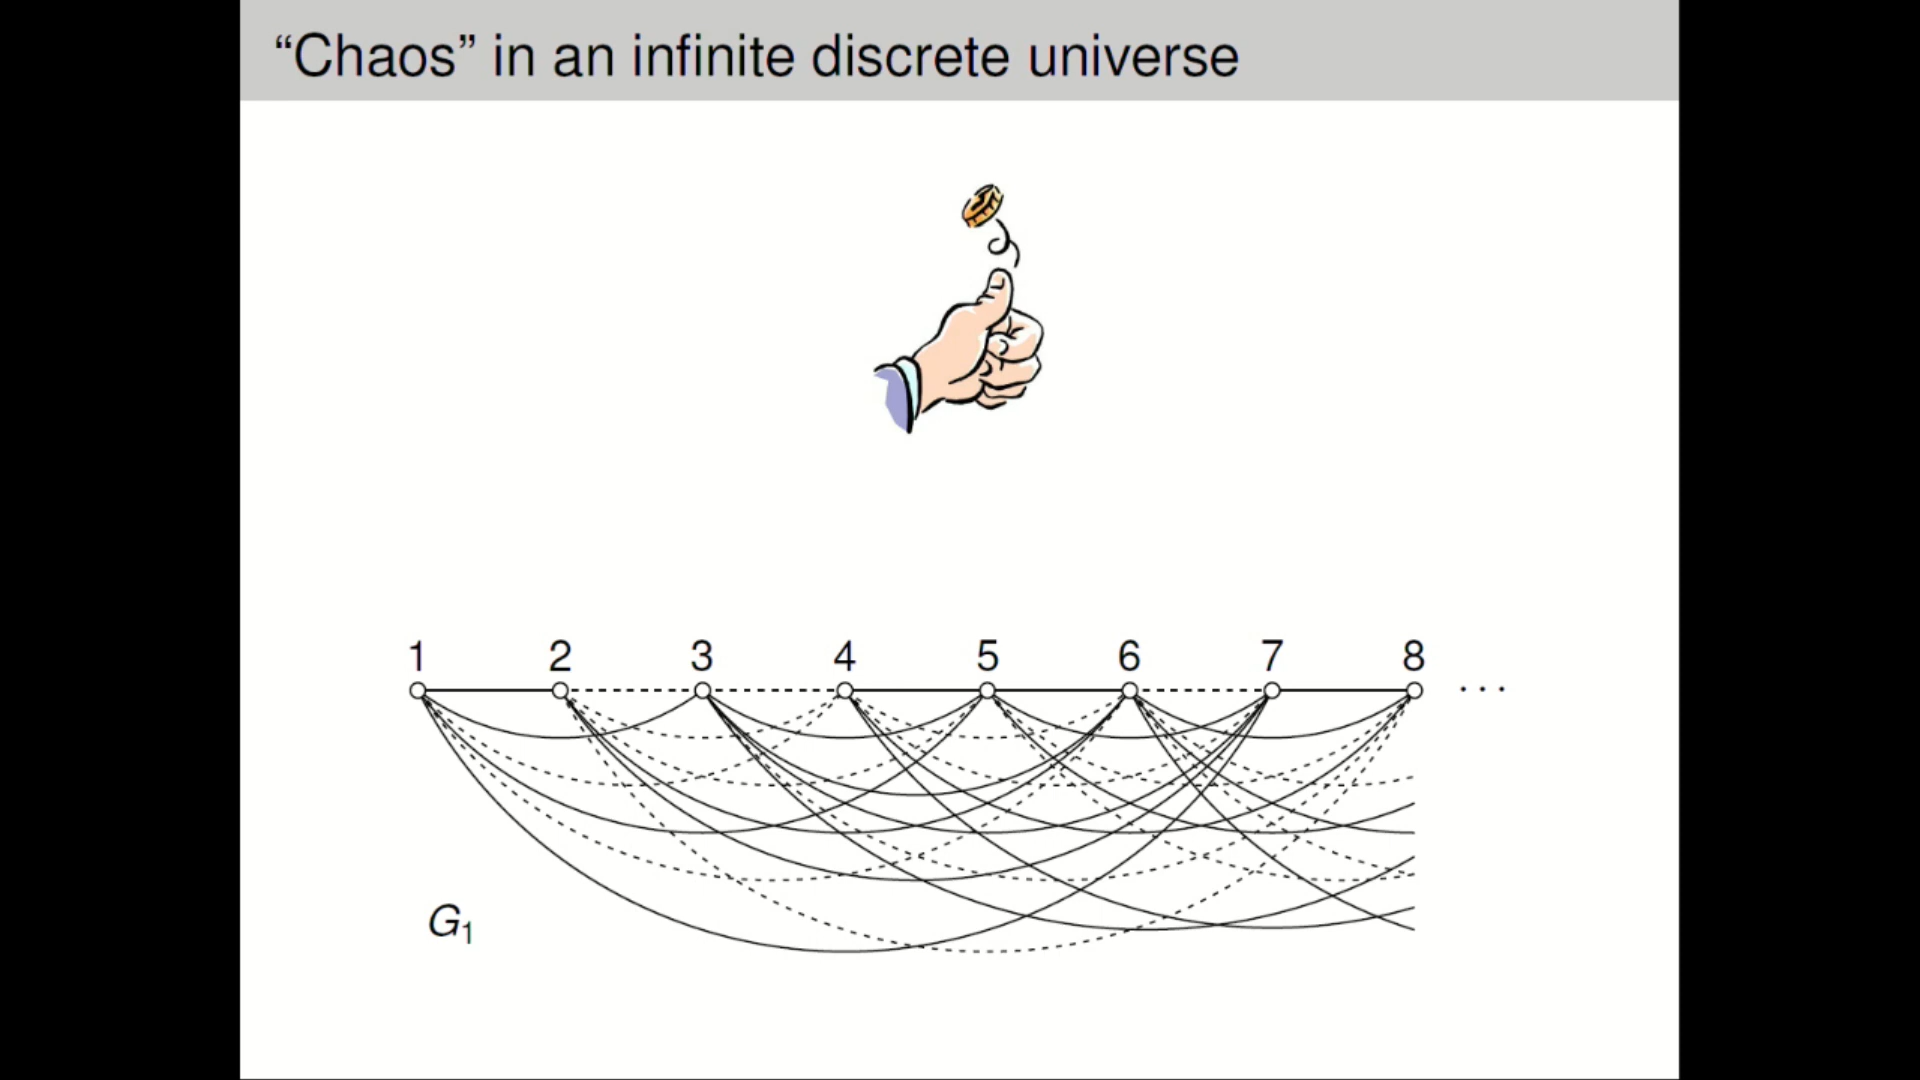 “Chaos” in an infinite discrete universe
1 2 3 4 5 6 7 8
. . .
G₁